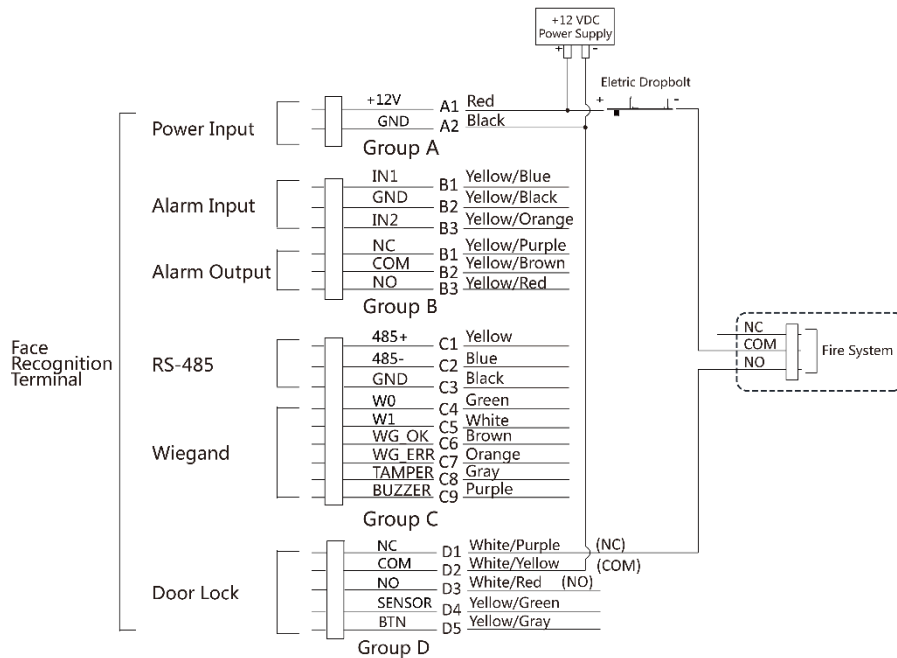 +12 VDC
Power Supply
+ -
Eletric Dropbolt
+ -
Face
Recognition
Terminal
Power Input
+12V A1 Red
GND A2 Black
Group A
Alarm Input
IN1 B1 Yellow/Blue
GND B2 Yellow/Black
IN2 B3 Yellow/Orange
Alarm Output
NC B1 Yellow/Purple
COM B2 Yellow/Brown
NO B3 Yellow/Red
Group B
RS-485
485+ C1 Yellow
485- C2 Blue
GND C3 Black
Wiegand
W0 C4 Green
W1 C5 White
WG_OK C6 Brown
WG_ERR C7 Orange
TAMPER C8 Gray
BUZZER C9 Purple
Group C
Door Lock
NC D1 White/Purple (NC)
COM D2 White/Yellow (COM)
NO D3 White/Red (NO)
SENSOR D4 Yellow/Green
BTN D5 Yellow/Gray
Group D
NC
COM
NO
Fire System